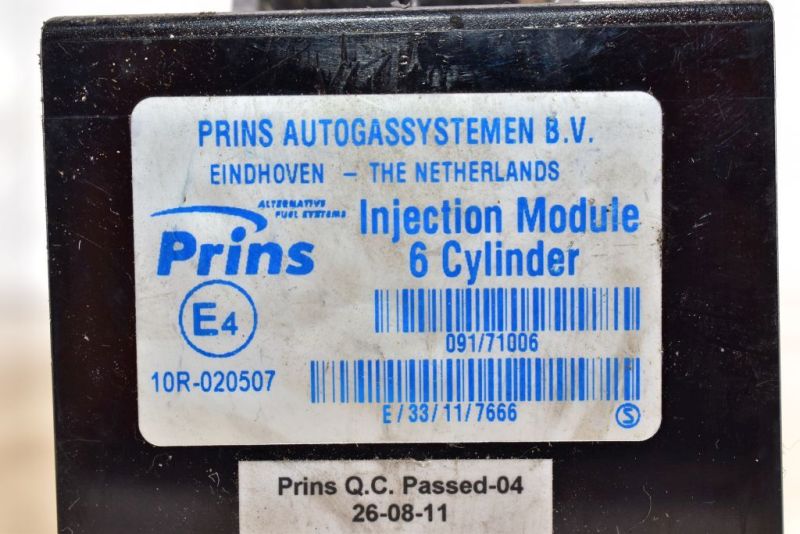 PRINS AUTOGASSYSTEMEN B.V.
EINDHOVEN – THE NETHERLANDS
ALTERNATIVE
FUEL SYSTEMS
Prins
Injection Module
6 Cylinder
E4
091/71006
10R-020507
E/33/11/7666
S
Prins Q.C. Passed-04
26-08-11